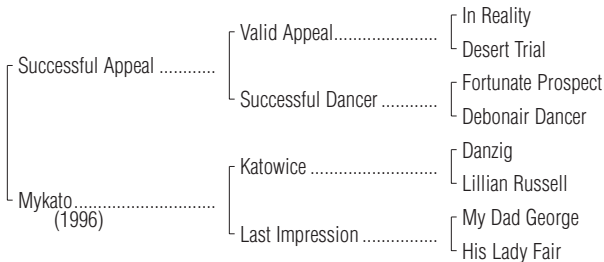 In Reality
Valid Appeal......................
Desert Trial
Successful Appeal ............
Fortunate Prospect
Successful Dancer ............
Debonair Dancer
Danzig
Katowice ...........................
Lillian Russell
Mykato..............................
(1996)
My Dad George
Last Impression ................
His Lady Fair